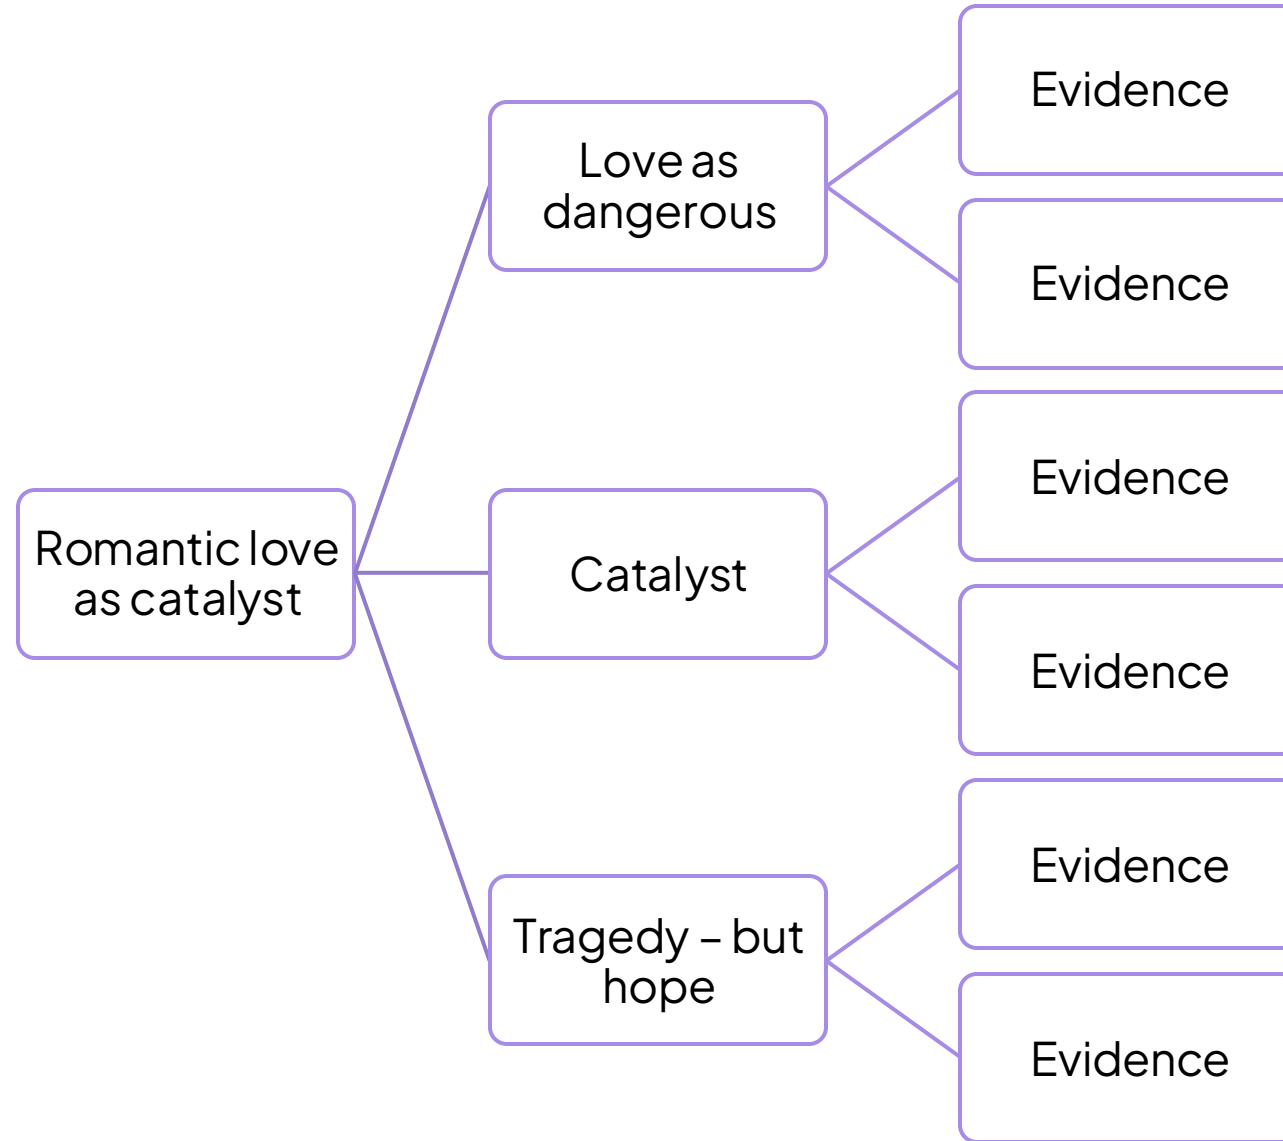 Romantic love
as catalyst
Love as
dangerous
Evidence
Evidence
Catalyst
Evidence
Evidence
Tragedy – but
hope
Evidence
Evidence